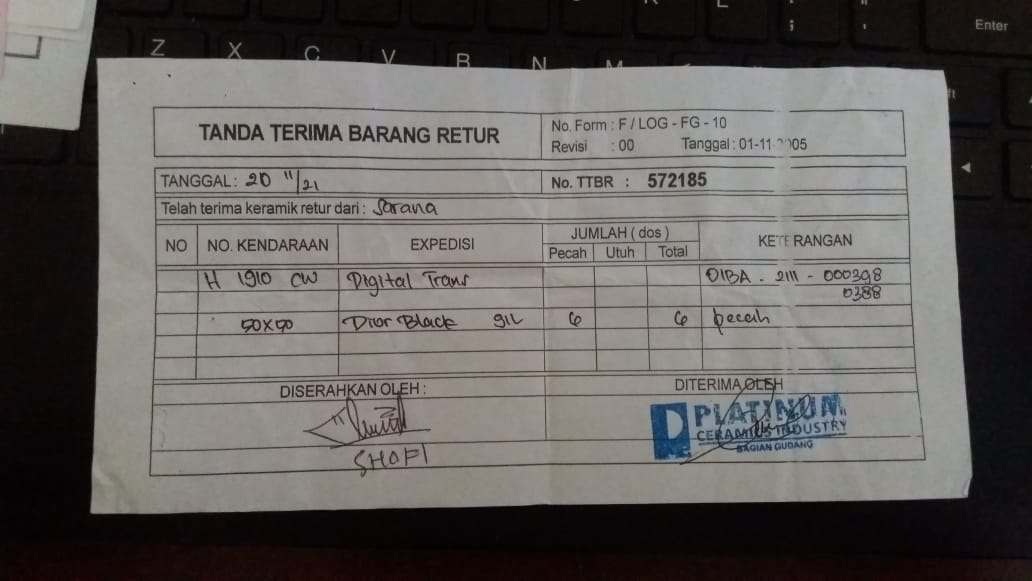 Z X C V B N M
Enter
TANDA TERIMA BARANG RETUR
No. Form : F / LOG - FG - 10
Revisi : 00 Tanggal : 01-11-2005
TANGGAL : 20 11/21 No. TTBR : 572185
Telah terima keramik retur dari : Sarana
NO NO. KENDARAAN EXPEDISI JUMLAH ( dos ) KETERANGAN
Pecah Utuh Total
H 1910 CW Digital Trans DIBA - 2111 - 000398
0388
50x50 Dior Black 91L 6 6 pecah
DISERAHKAN OLEH : DITERIMA OLEH
SHOFI
PLATINUM
CERAMICS INDUSTRY
BAGIAN GUDANG